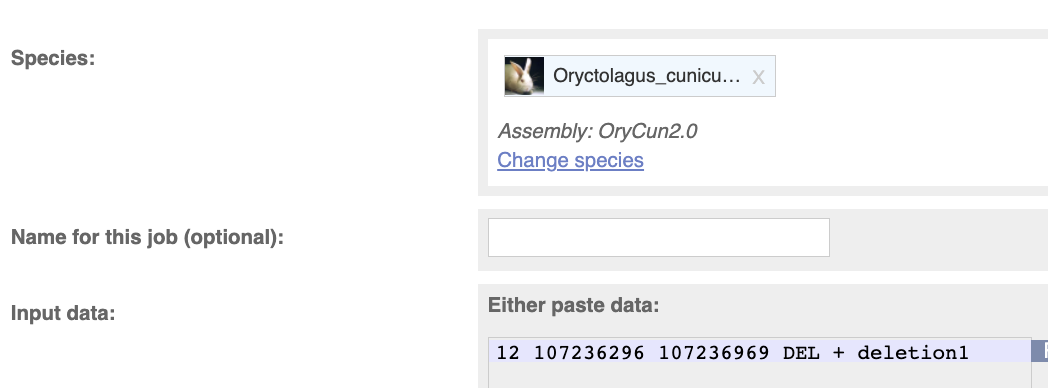 Species:
Oryctolagus_cunicu... X
Assembly: OryCun2.0
Change species
Name for this job (optional):
Input data:
Either paste data:
12 107236296 107236969 DEL + deletion1